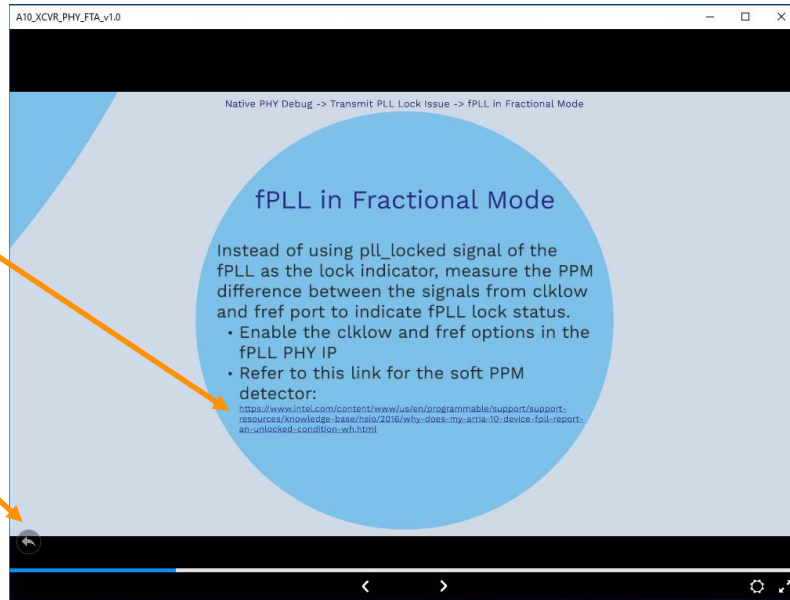 A10_XCVR_PHY_FTA_v1.0
Native PHY Debug -> Transmit PLL Lock Issue -> fPLL in Fractional Mode
fPLL in Fractional Mode
Instead of using pll_locked signal of the
fPLL as the lock indicator, measure the PPM
difference between the signals from clklow
and fref port to indicate fPLL lock status.
• Enable the clklow and fref options in the
fPLL PHY IP
• Refer to this link for the soft PPM
detector:
https://www.intel.com/content/www/us/en/programmable/support/support-
resources/knowledge-base/hsio/2016/why-does-my-arria-10-device-fpll-report-
an-unlocked-condition-wh.html